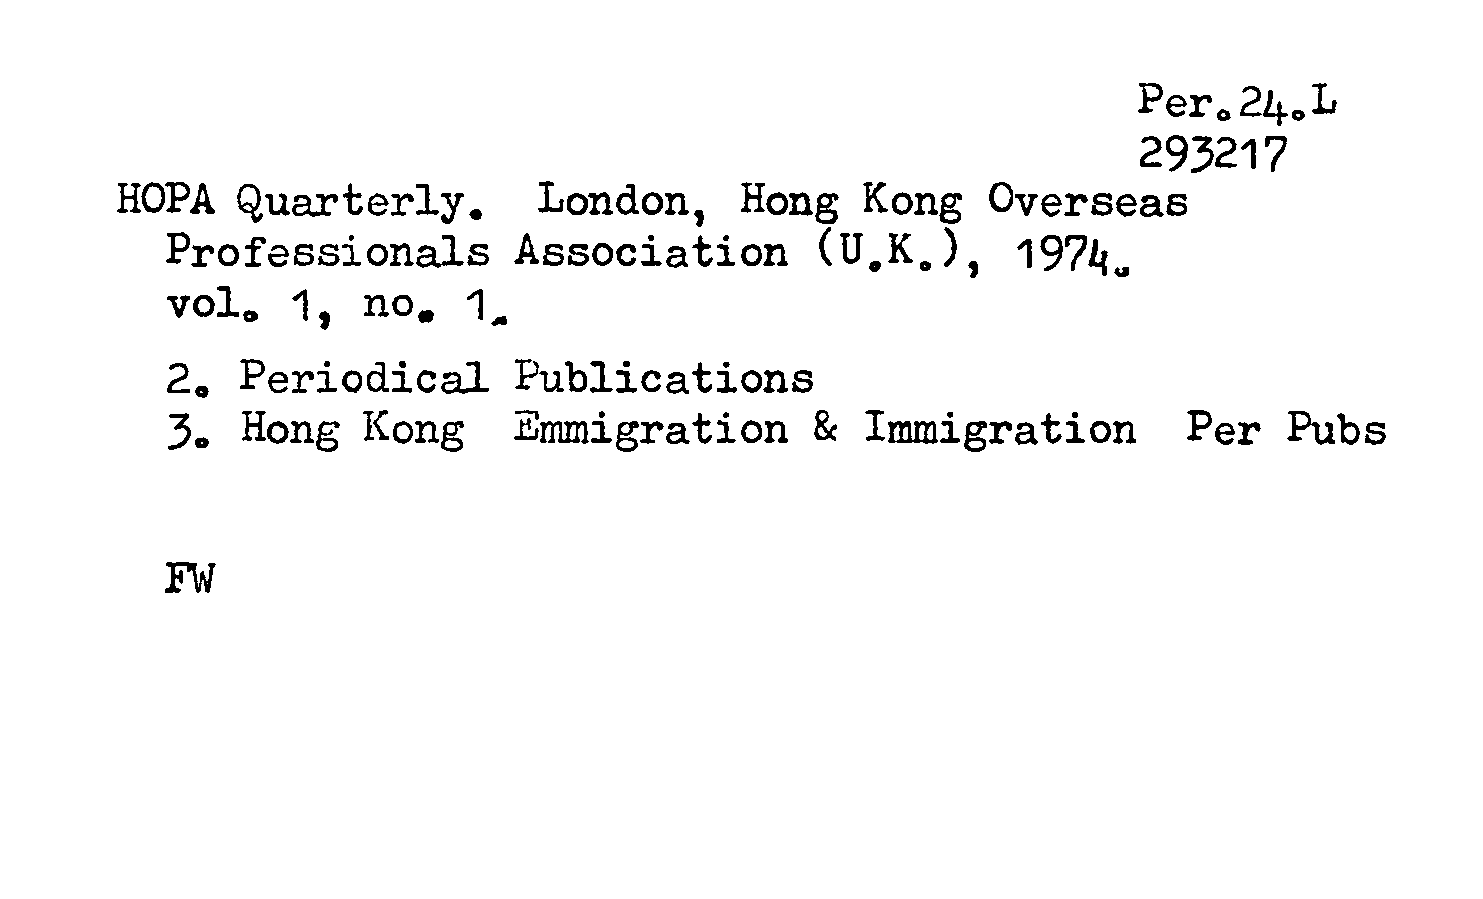 Per.24.L
293217
HOPA Quarterly. London, Hong Kong Overseas
Professionals Association (U.K.), 1974.
vol. 1, no. 1.
2. Periodical Publications
3. Hong Kong Emmigration & Immigration Per Pubs
FW